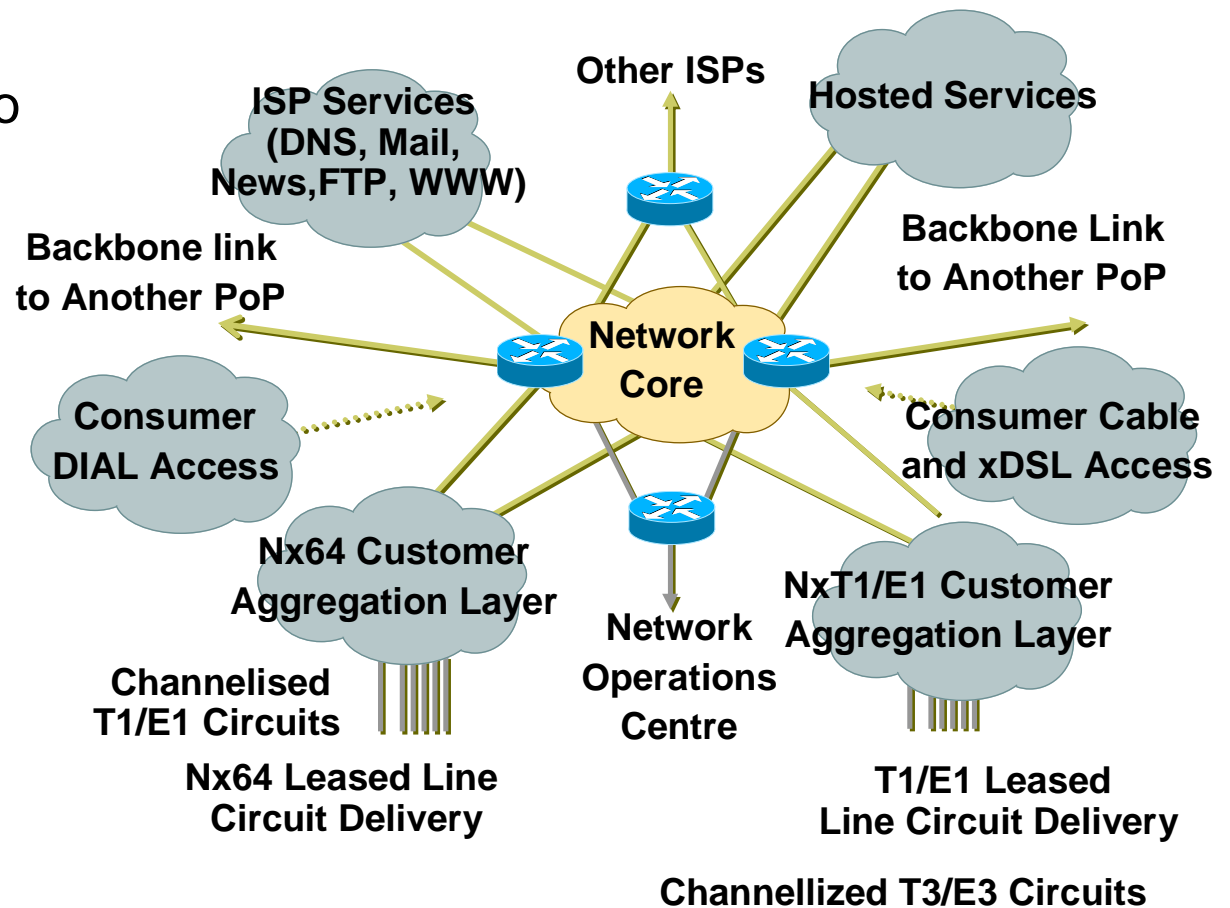 Other ISPs
o
ISP Services
(DNS, Mail,
News,FTP, WWW)
Hosted Services
Backbone link
to Another PoP
Backbone Link
to Another PoP
Network
Core
Consumer
DIAL Access
Consumer Cable
and xDSL Access
Nx64 Customer
Aggregation Layer
NxT1/E1 Customer
Aggregation Layer
Network
Operations
Centre
Channelised
T1/E1 Circuits
Nx64 Leased Line
Circuit Delivery
T1/E1 Leased
Line Circuit Delivery
Channellized T3/E3 Circuits